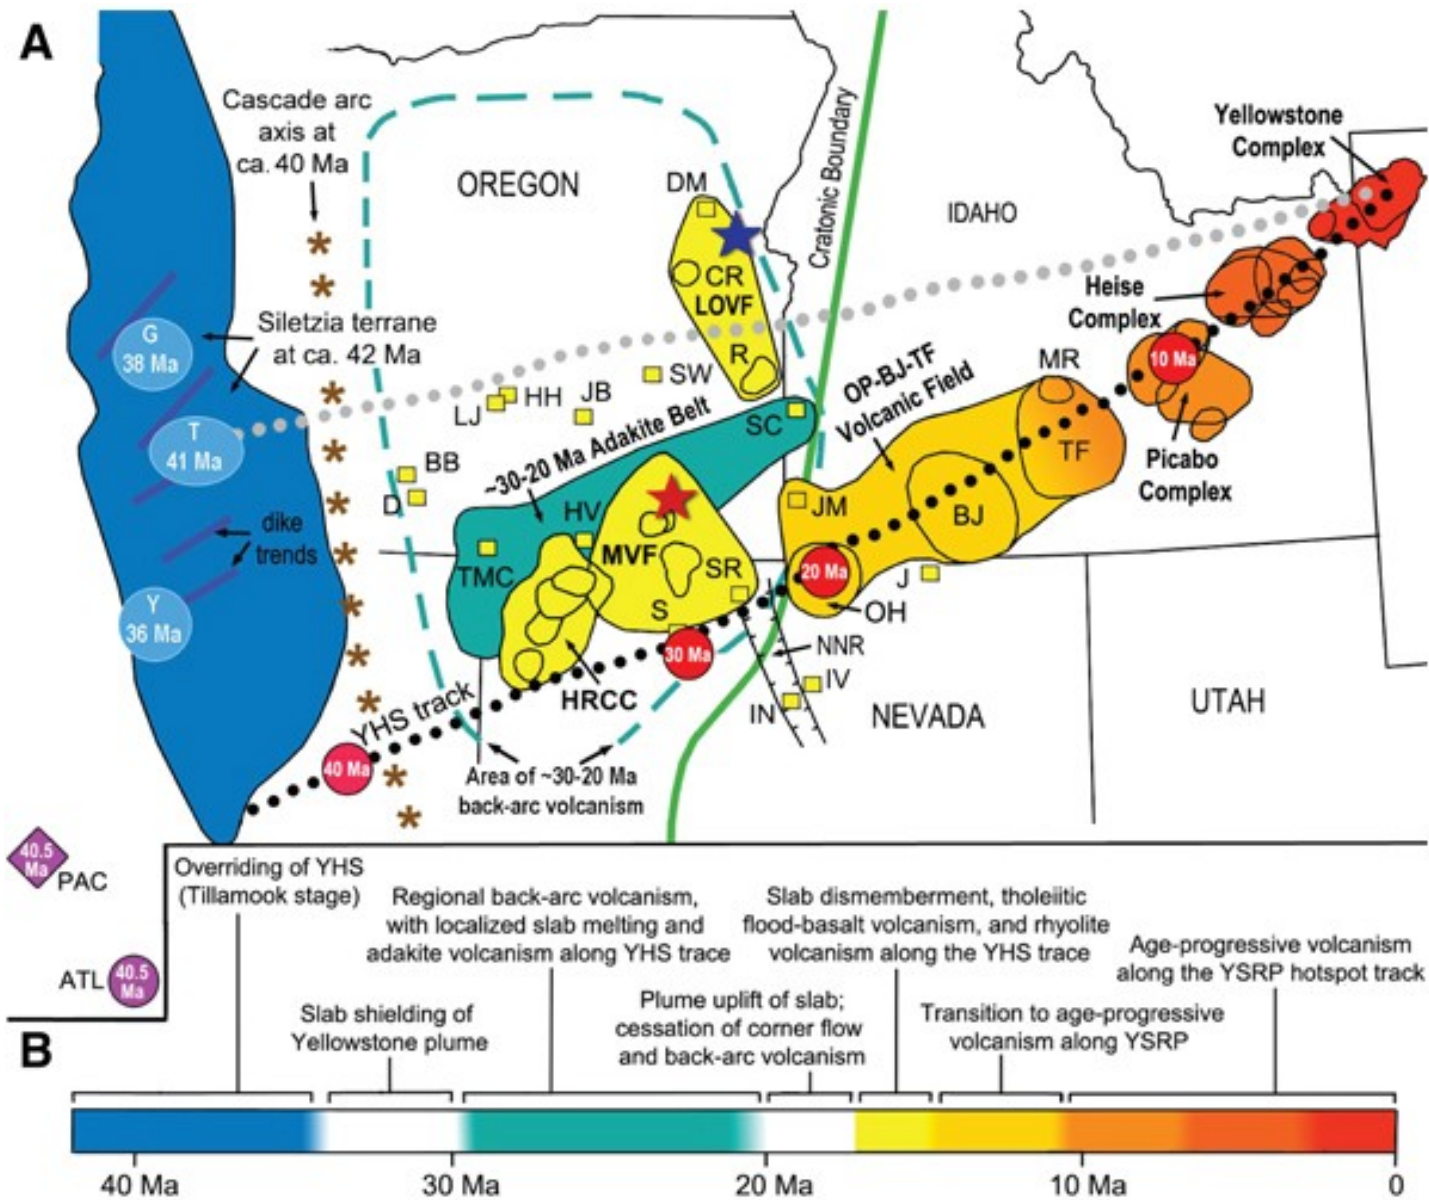 A
Cascade arc
axis at
ca. 40 Ma
OREGON
DM
Cratonic Boundary
IDAHO
Yellowstone
Complex
CR
LOVF
R
Heise
Complex
G
38 Ma
Siletzia terrane
at ca. 42 Ma
10 Ma
SW
HH
JB
LJ
OP-BJ-TF
Volcanic Field
MR
T
41 Ma
SC
~30-20 Ma Adakite Belt
TF
Picabo
Complex
BB
D
dike
trends
HV
JM
BJ
TMC
MVF
SR
20 Ma
J
Y
36 Ma
S
OH
30 Ma
NNR
IV
IN
HRCC
NEVADA
UTAH
YHS track
40 Ma
Area of ~30-20 Ma
back-arc volcanism
40.5
Ma
PAC
ATL
40.5
Ma
Overriding of YHS
(Tillamook stage)
Regional back-arc volcanism,
with localized slab melting and
adakite volcanism along YHS trace
Slab dismemberment, tholeiitic
flood-basalt volcanism, and rhyolite
volcanism along the YHS trace
Age-progressive volcanism
along the YSRP hotspot track
Slab shielding of
Yellowstone plume
Plume uplift of slab;
cessation of corner flow
and back-arc volcanism
Transition to age-progressive
volcanism along YSRP
B
40 Ma
30 Ma
20 Ma
10 Ma
0